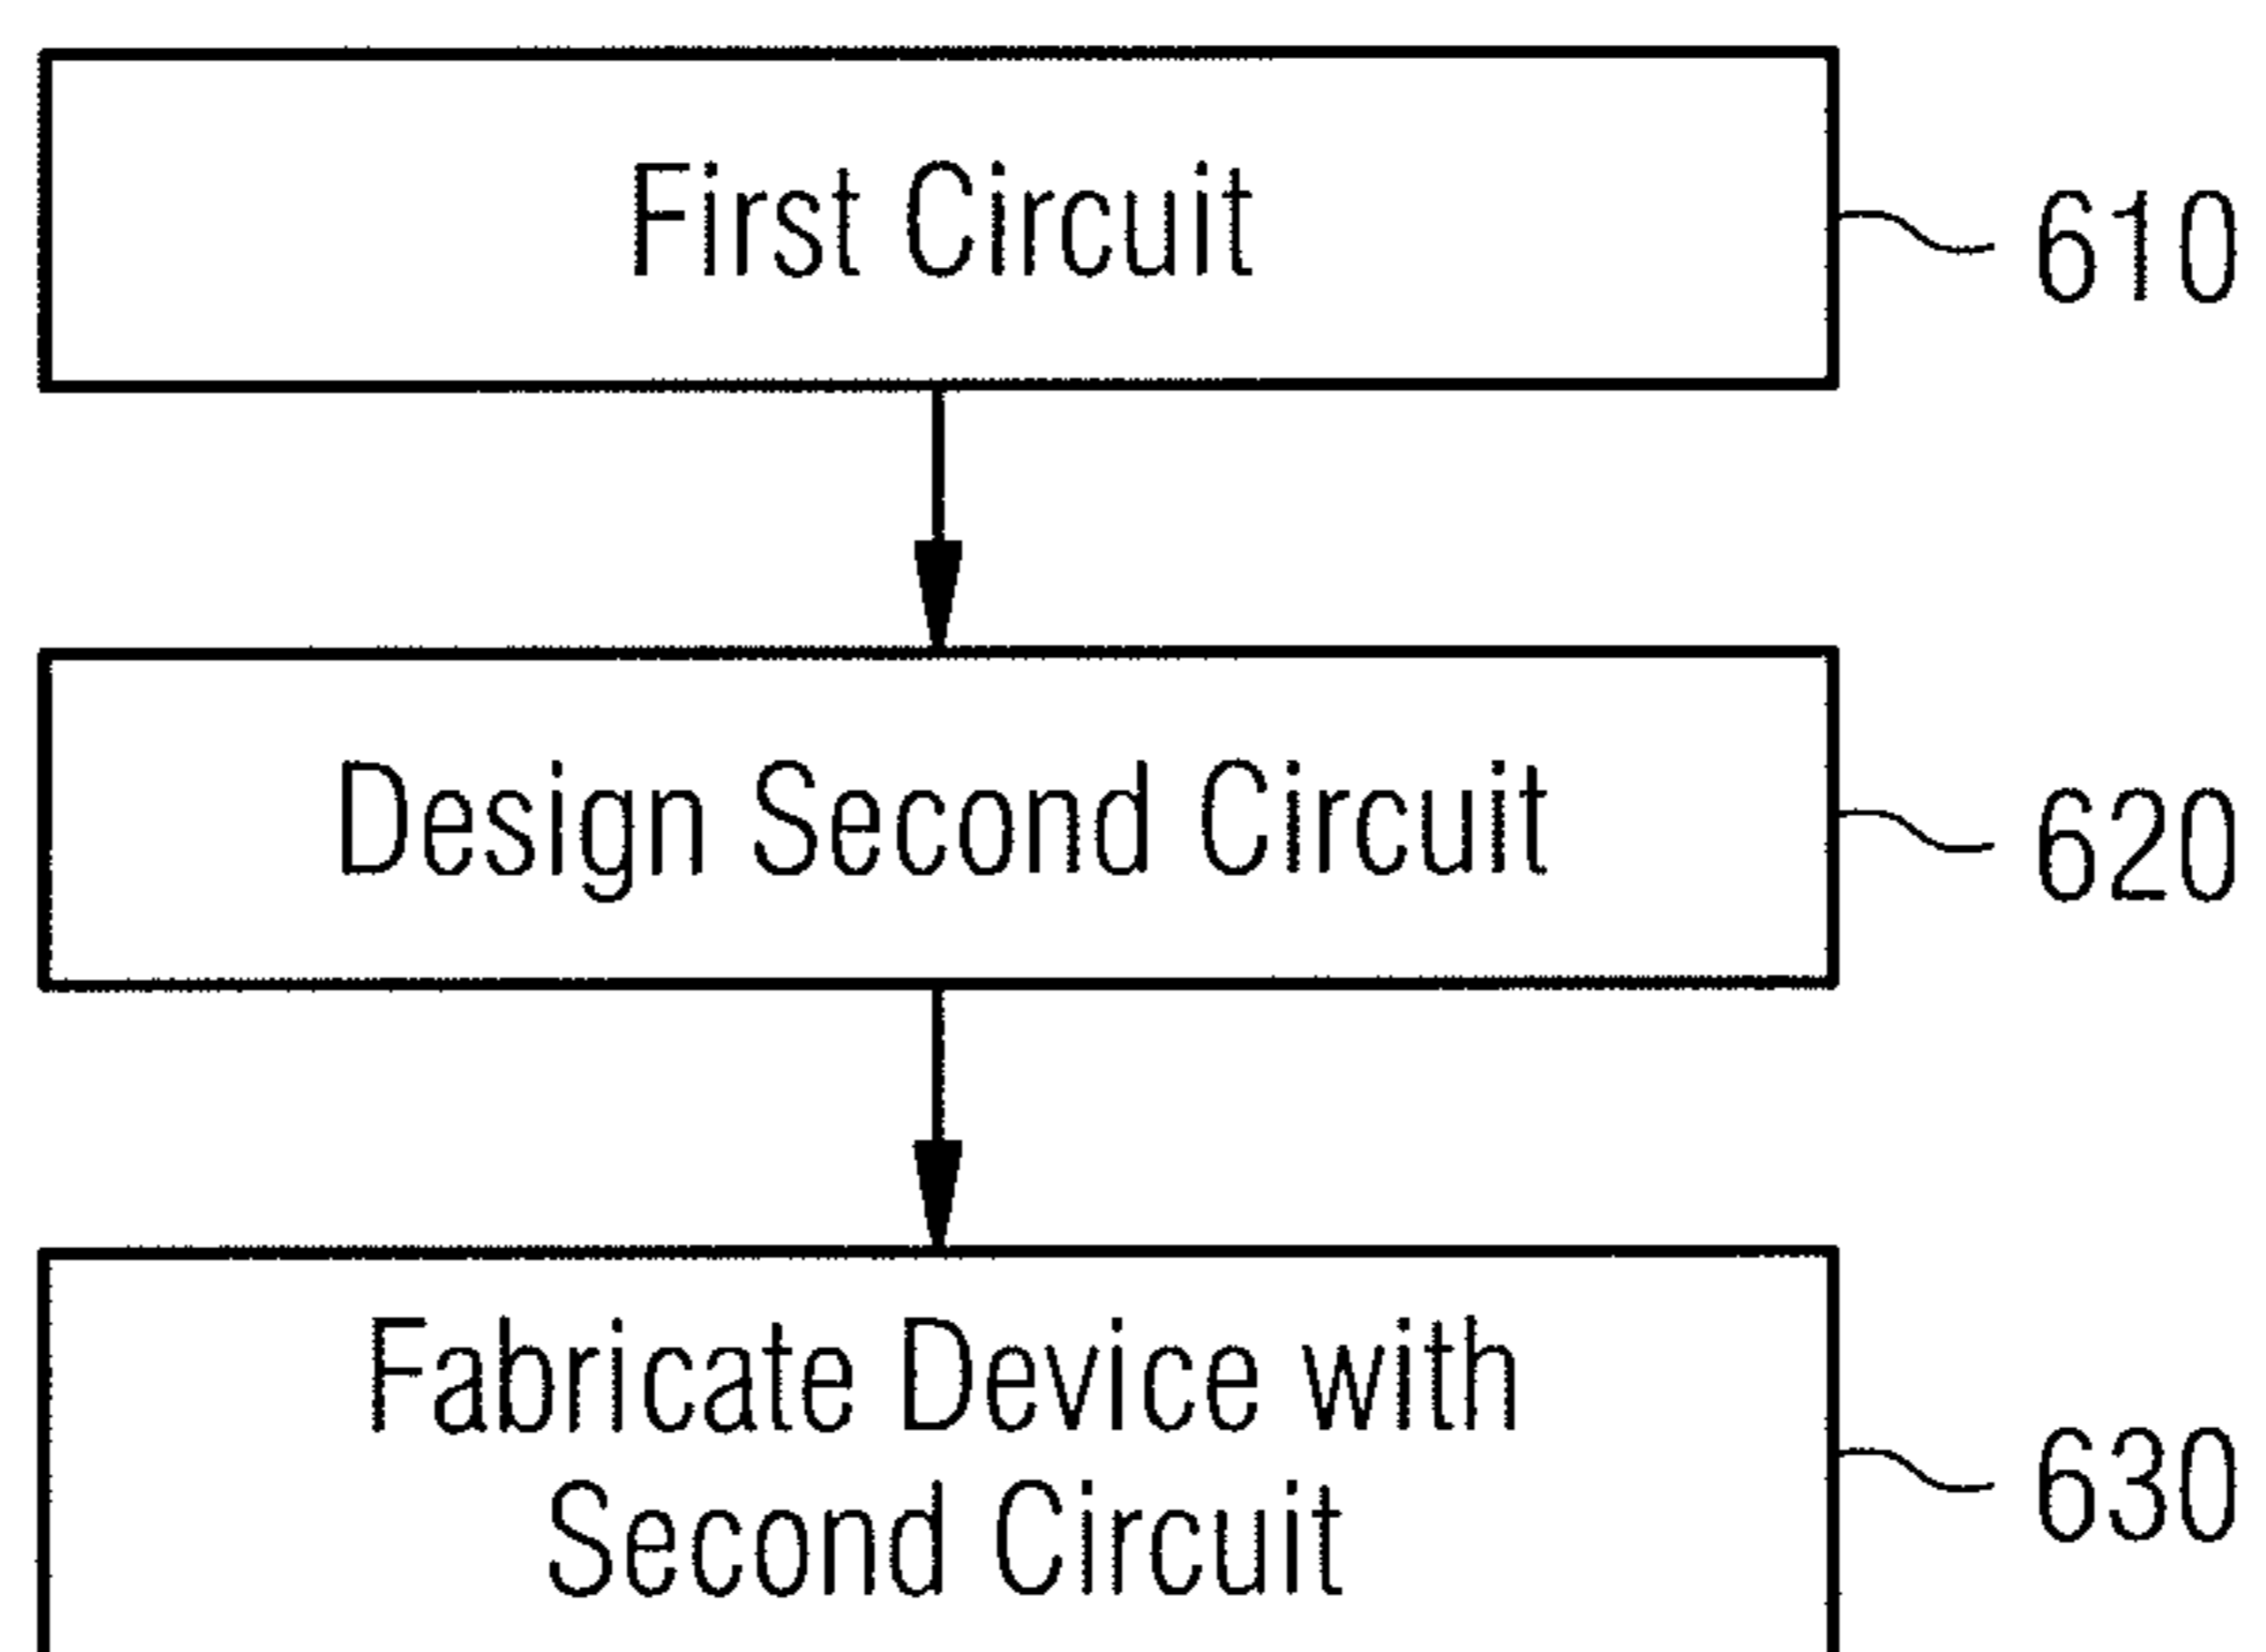 First Circuit
610
Design Second Circuit
620
Fabricate Device with
Second Circuit
630